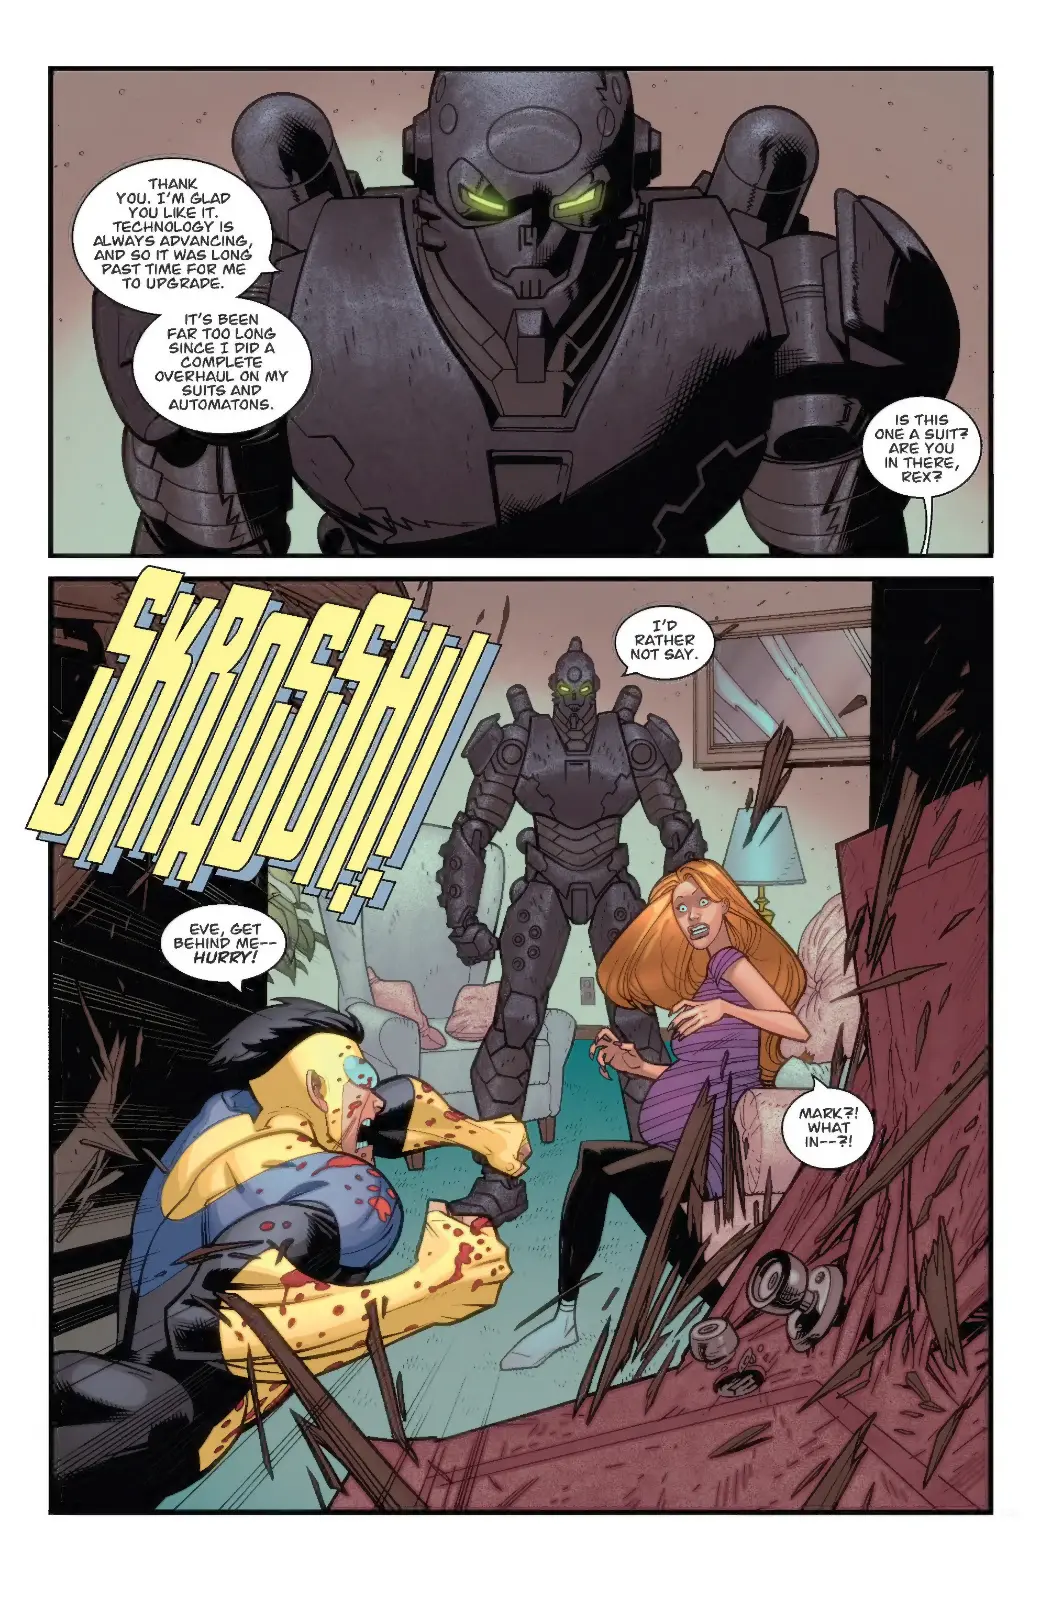 THANK
YOU. I'M GLAD
YOU LIKE IT.
TECHNOLOGY IS
ALWAYS ADVANCING,
AND SO IT WAS LONG
PAST TIME FOR ME
TO UPGRADE.
IT'S BEEN
FAR TOO LONG
SINCE I DID A
COMPLETE
OVERHAUL ON MY
SUITS AND
AUTOMATONS.
IS THIS
ONE A SUIT?
ARE YOU
IN THERE,
REX?
SKROSSH!
I'D
RATHER
NOT SAY.
EVE, GET
BEHIND ME--
HURRY!
MARK?!
WHAT
IN--?!